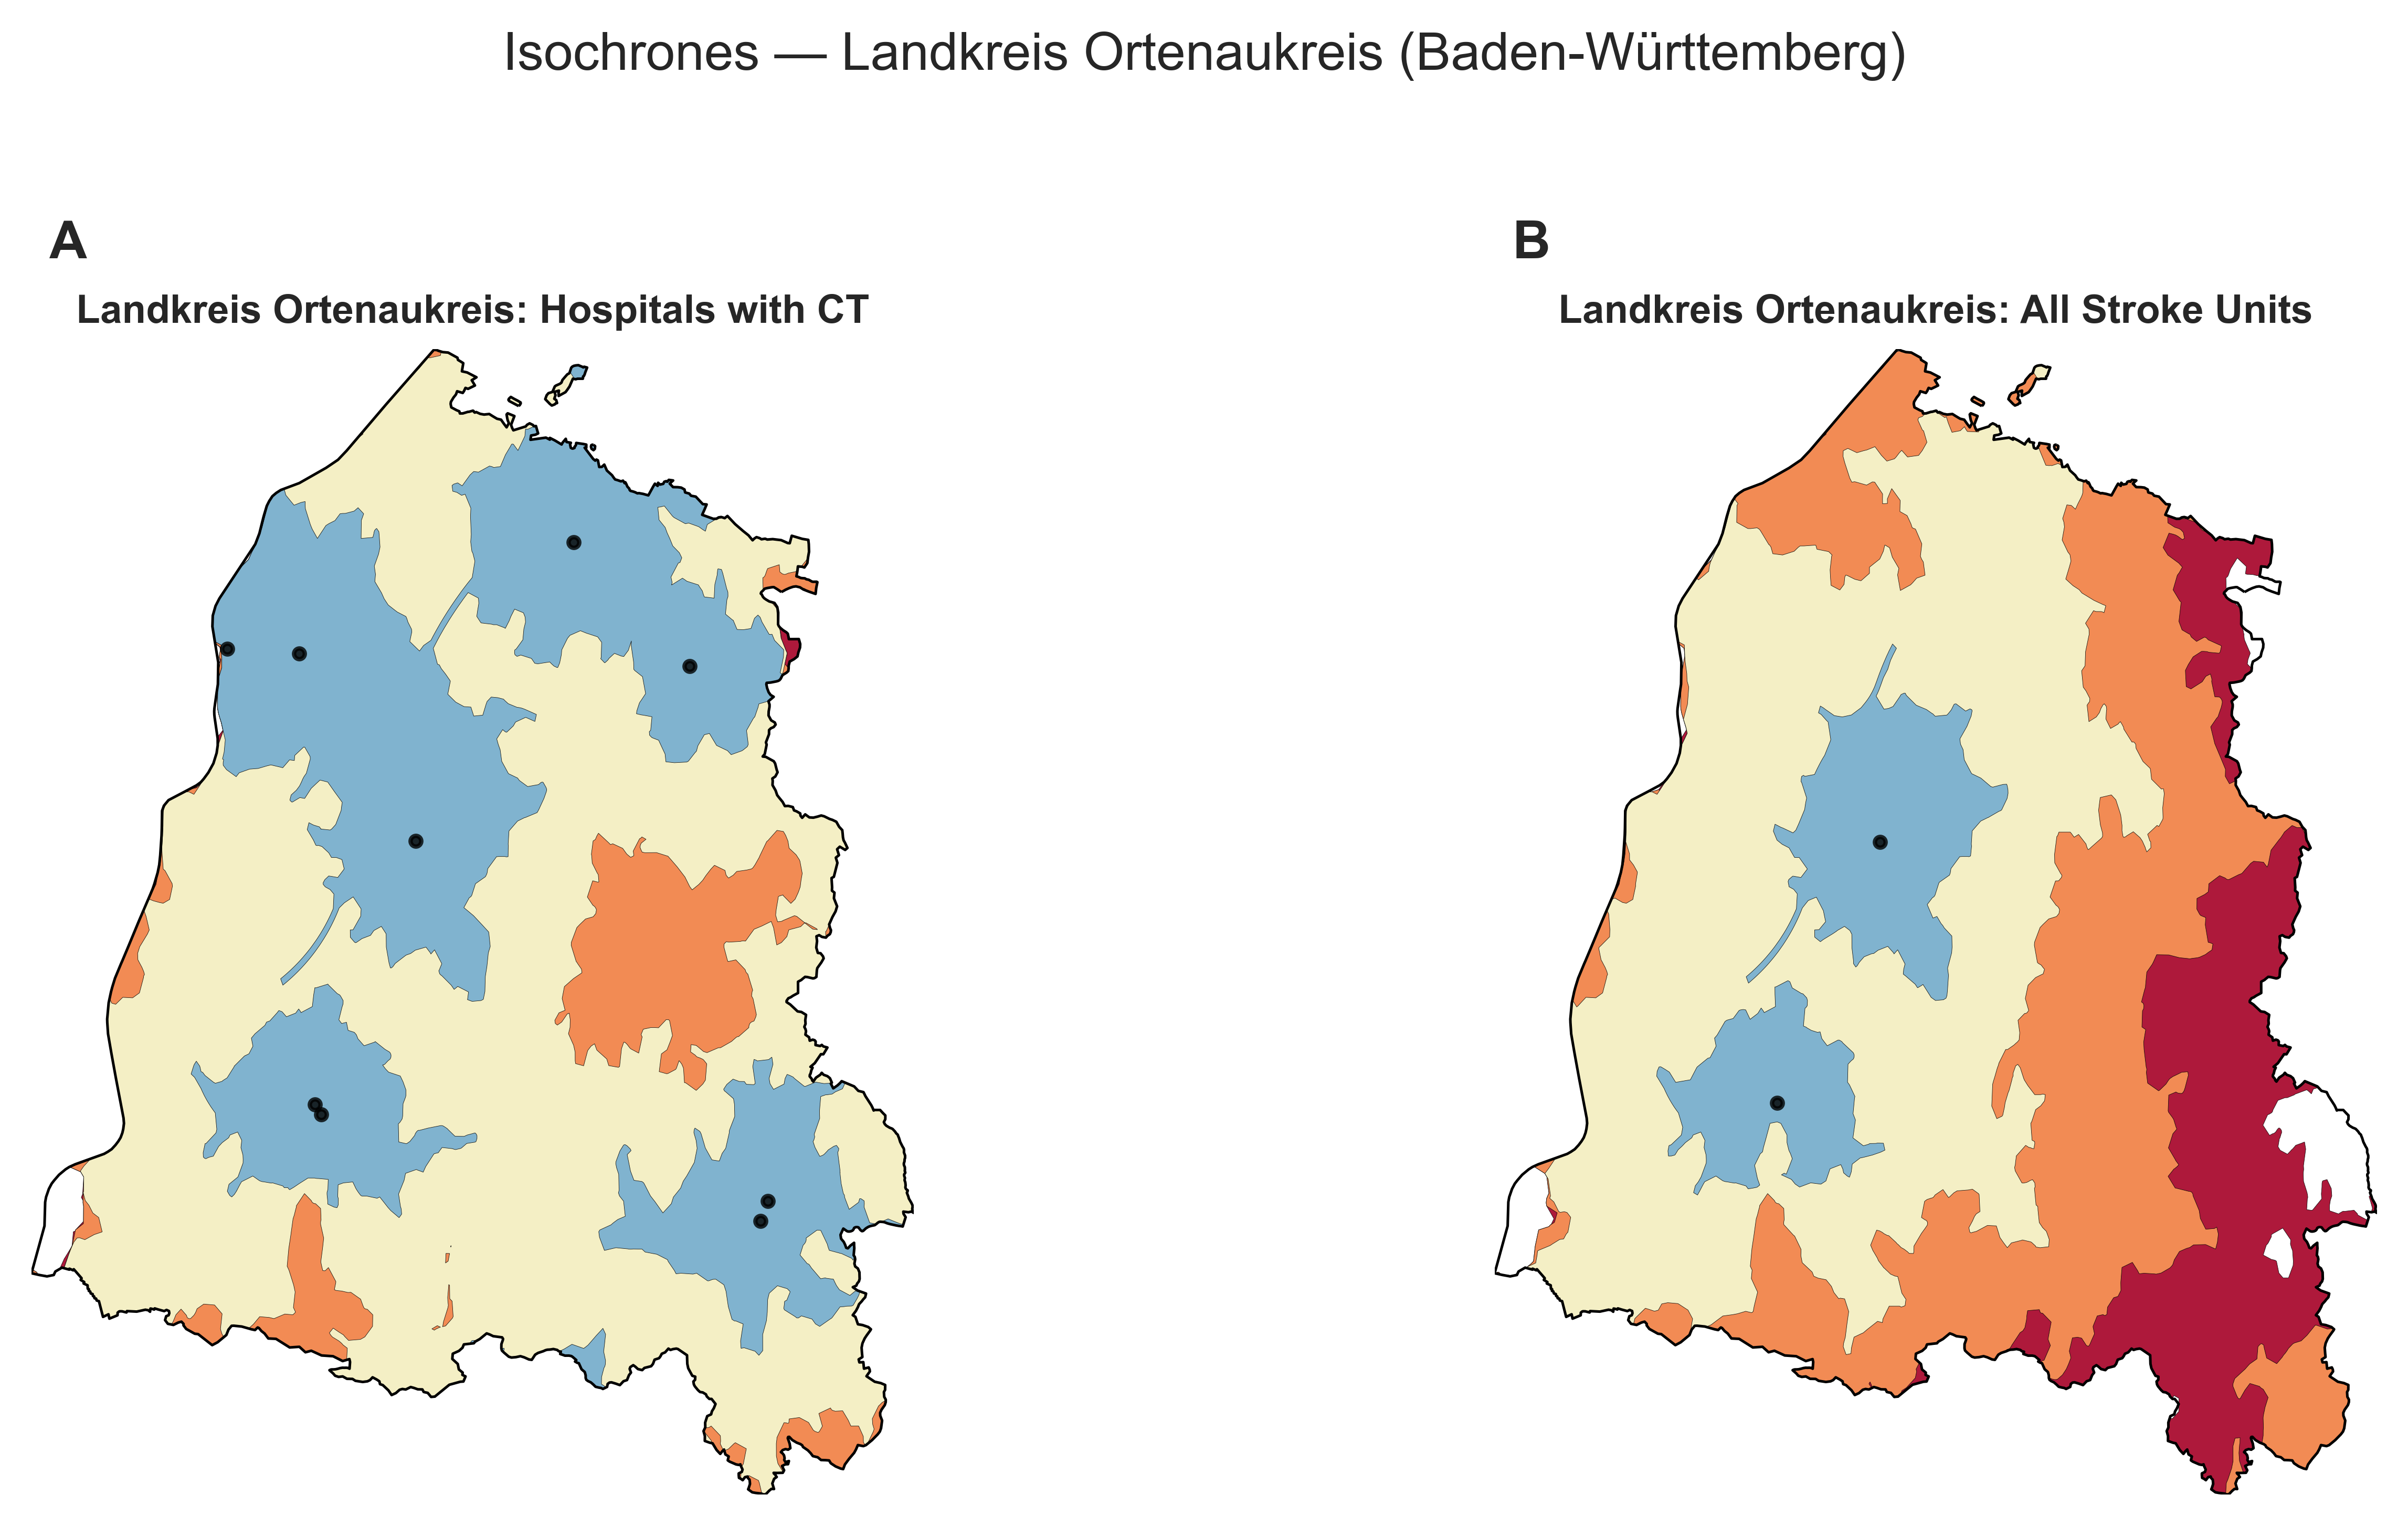 Isochrones — Landkreis Ortenaukreis (Baden-Württemberg)
A
Landkreis Ortenaukreis: Hospitals with CT
B
Landkreis Ortenaukreis: All Stroke Units